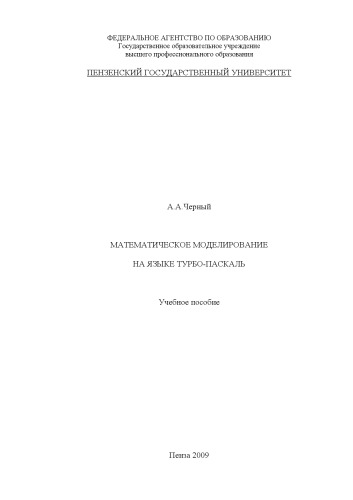 ФЕДЕРАЛЬНОЕ АГЕНТСТВО ПО ОБРАЗОВАНИЮ
Государственное образовательное учреждение
высшего профессионального образования
ПЕНЗЕНСКИЙ ГОСУДАРСТВЕННЫЙ УНИВЕРСИТЕТ
А.А.Черный
МАТЕМАТИЧЕСКОЕ МОДЕЛИРОВАНИЕ
НА ЯЗЫКЕ ТУРБО-ПАСКАЛЬ
Учебное пособие
Пенза 2009